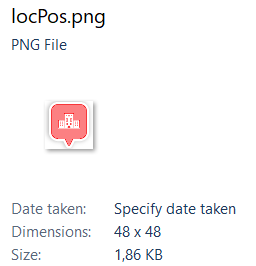 locPos.png
PNG File
Date taken: Specify date taken
Dimensions: 48 x 48
Size: 1,86 KB